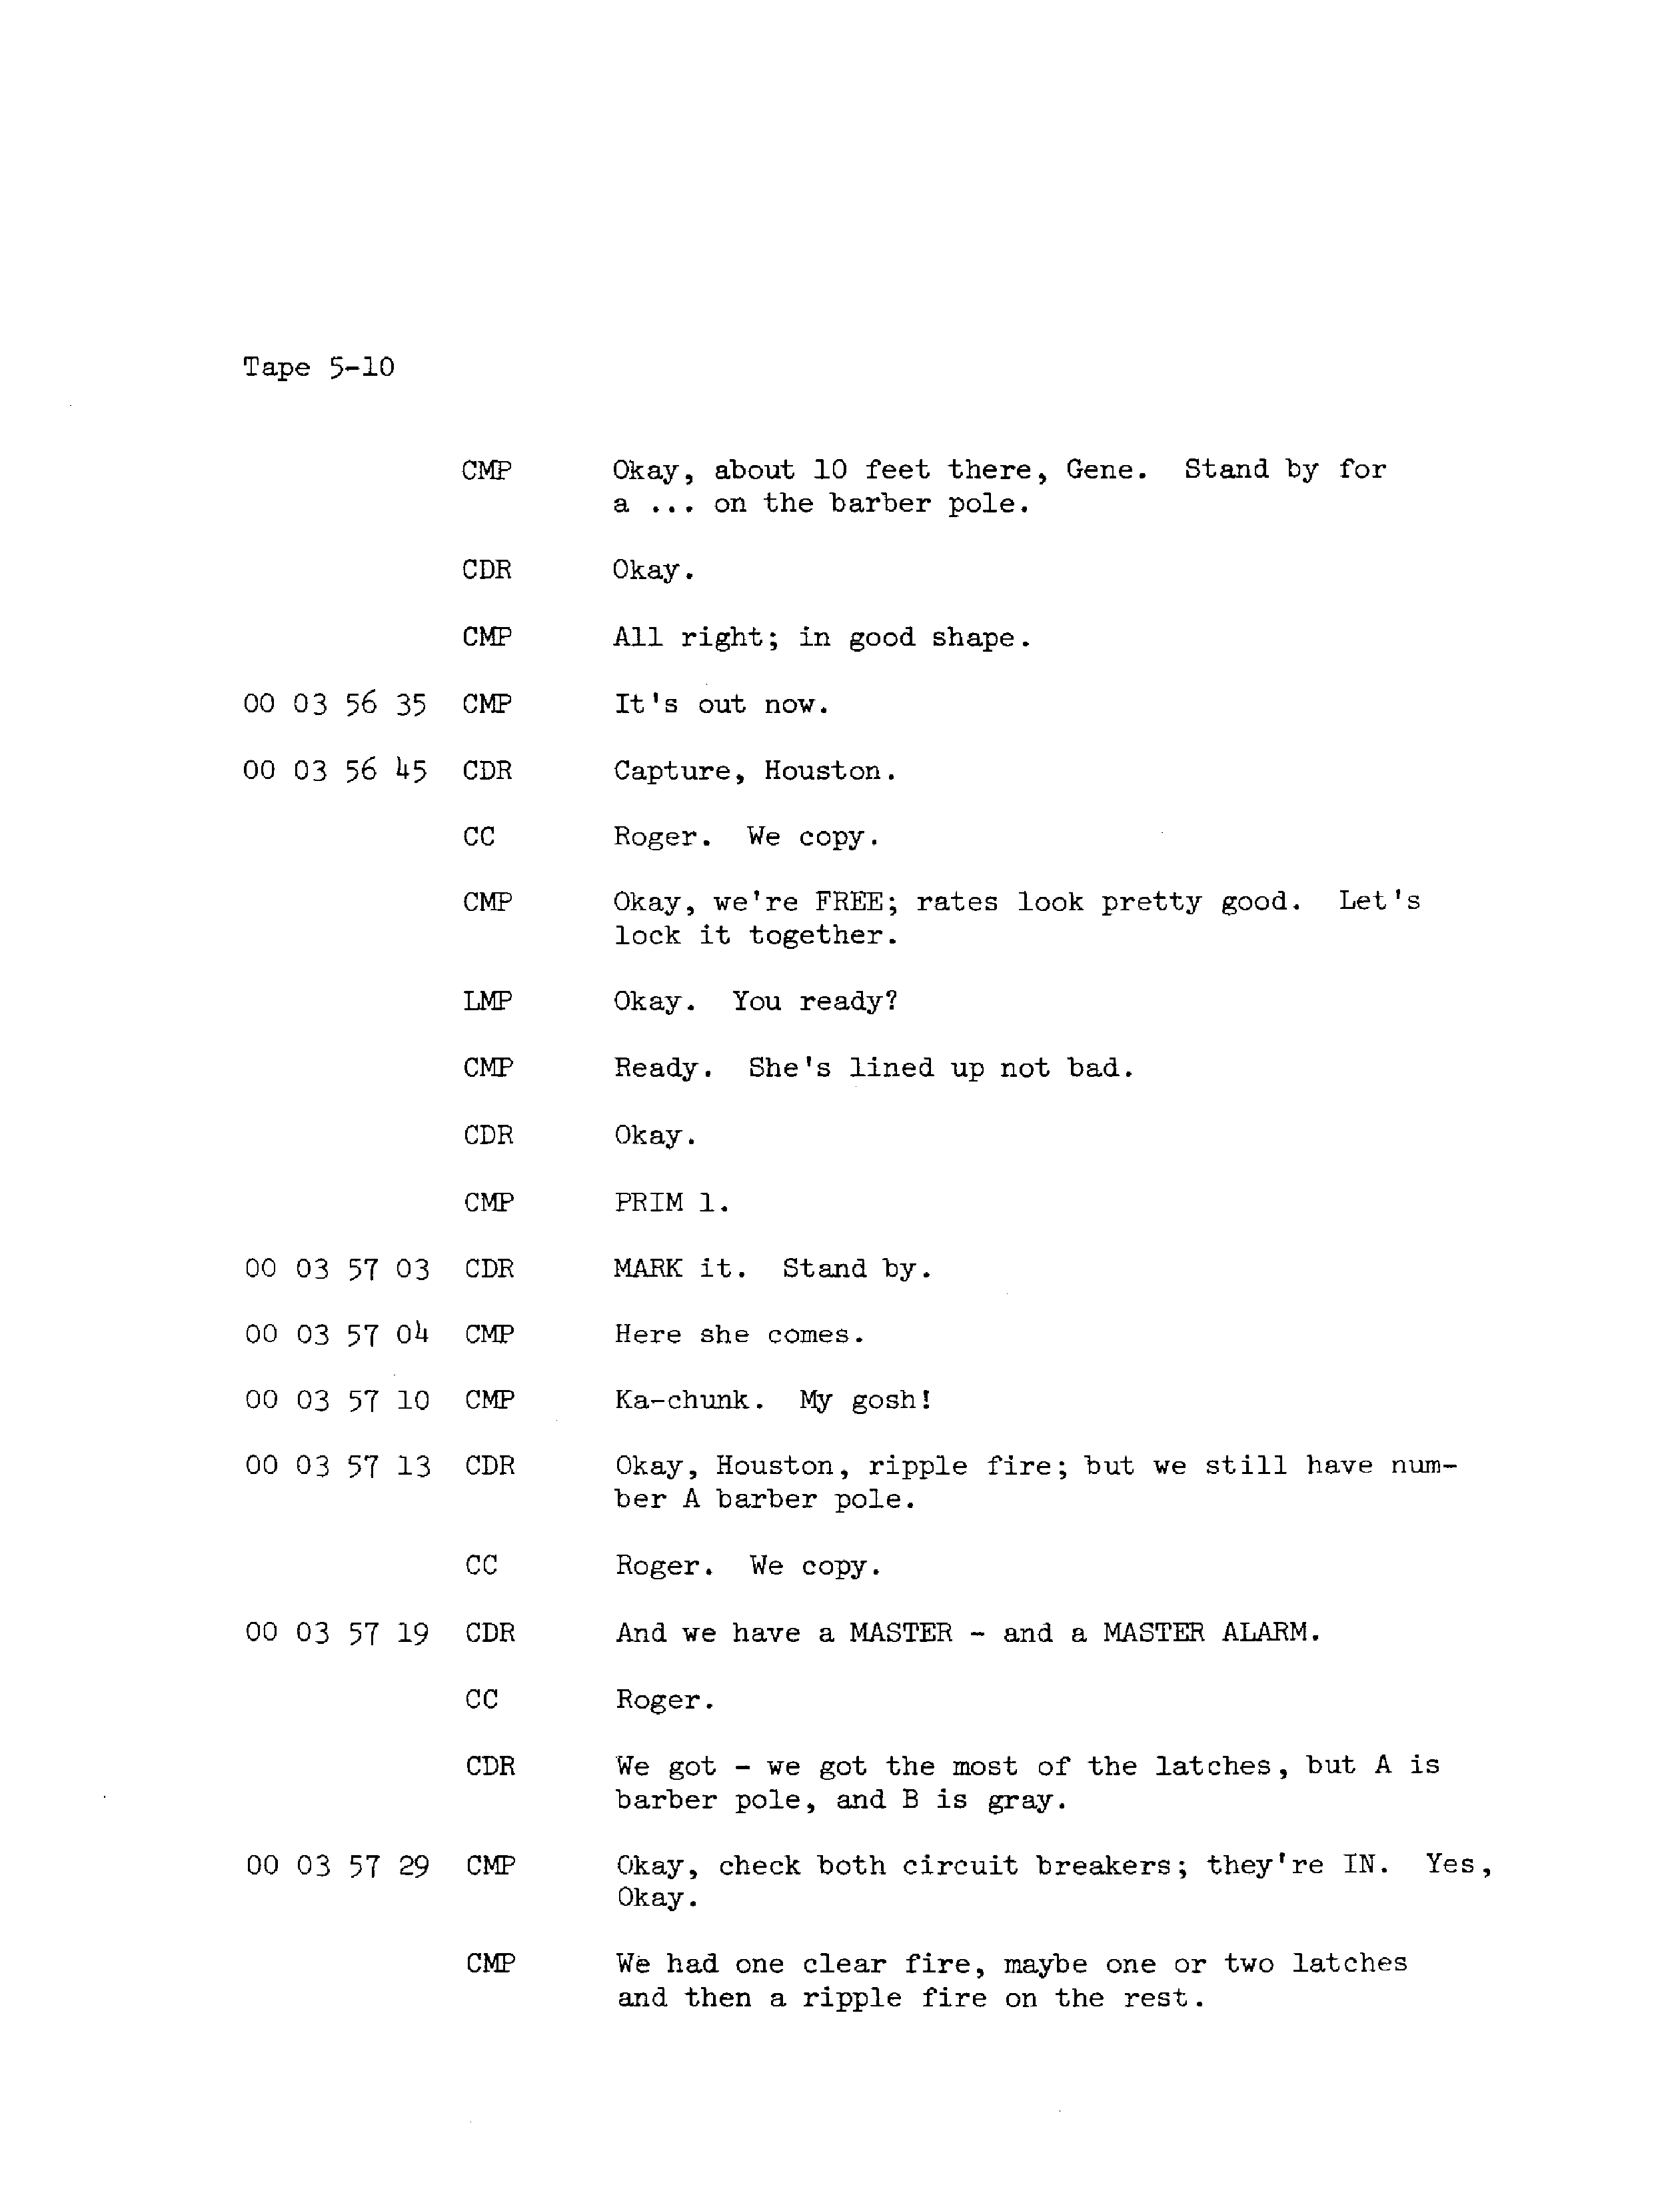 Tape 5-10
CMP Okay, about 10 feet there, Gene. Stand by for
a ... on the barber pole.
CDR Okay.
CMP All right; in good shape.
00 03 56 35 CMP It's out now.
00 03 56 45 CDR Capture, Houston.
CC Roger. We copy.
CMP Okay, we're FREE; rates look pretty good. Let's
lock it together.
LMP Okay. You ready?
CMP Ready. She's lined up not bad.
CDR Okay.
CMP PRIM 1.
00 03 57 03 CDR MARK it. Stand by.
00 03 57 04 CMP Here she comes.
00 03 57 10 CMP Ka-chunk. My gosh!
00 03 57 13 CDR Okay, Houston, ripple fire; but we still have num-
ber A barber pole.
CC Roger. We copy.
00 03 57 19 CDR And we have a MASTER - and a MASTER ALARM.
CC Roger.
CDR We got - we got the most of the latches, but A is
barber pole, and B is gray.
00 03 57 29 CMP Okay, check both circuit breakers; they're IN. Yes,
Okay.
CMP We had one clear fire, maybe one or two latches
and then a ripple fire on the rest.